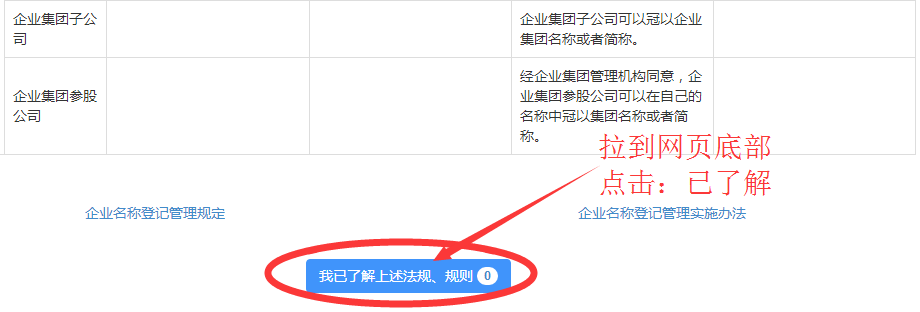 企业集团子公
司
企业集团子公司可以冠以企业
集团名称或者简称。
企业集团参股
公司
经企业集团管理机构同意，企
业集团参股公司可以在自己的
名称中冠以集团名称或者简
称。
拉到网页底部
点击：已了解
企业名称登记管理规定
企业名称登记管理实施办法
我已了解上述法规、规则 0